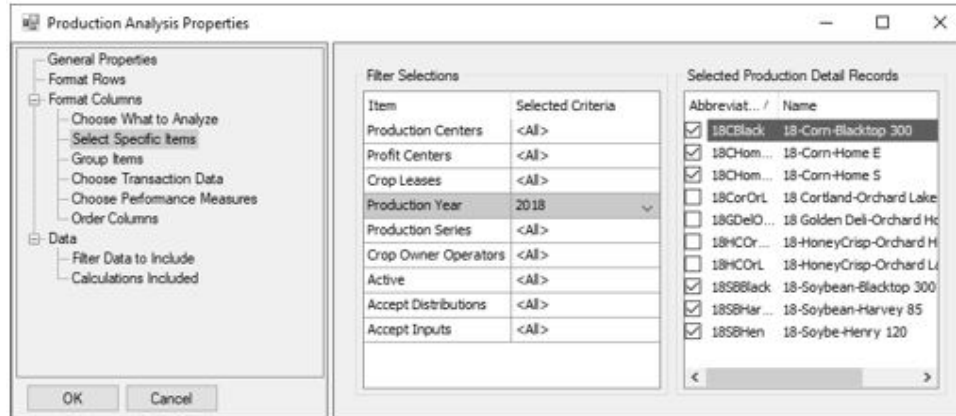 Production Analysis Properties
General Properties
Format Rows
Format Columns
Choose What to Analyze
Select Specific Items
Group Items
Choose Transaction Data
Choose Performance Measures
Order Columns
Data
Filter Data to Include
Calculations Included
OK Cancel
Filter Selections
Item Selected Criteria
Production Centers <All>
Profit Centers <All>
Crop Leases <All>
Production Year 2018
Production Series <All>
Crop Owner Operators <All>
Active <All>
Accept Distributions <All>
Accept Inputs <All>
Selected Production Detail Records
Abbreviat... / Name
18CBlack 18-Corn-Blacktop 300
18CHom... 18-Corn-Home E
18CHom... 18-Corn-Home S
18CorOrL 18 Cortland-Orchard Lake
18GDelO... 18 Golden Deli-Orchard Ho
18HCOr... 18-HoneyCrisp-Orchard H
18HCOrL 18-HoneyCrisp-Orchard La
18SBBlack 18-Soybean-Blacktop 300
18SBHar... 18-Soybean-Harvey 85
18SBHen 18-Soybe-Henry 120